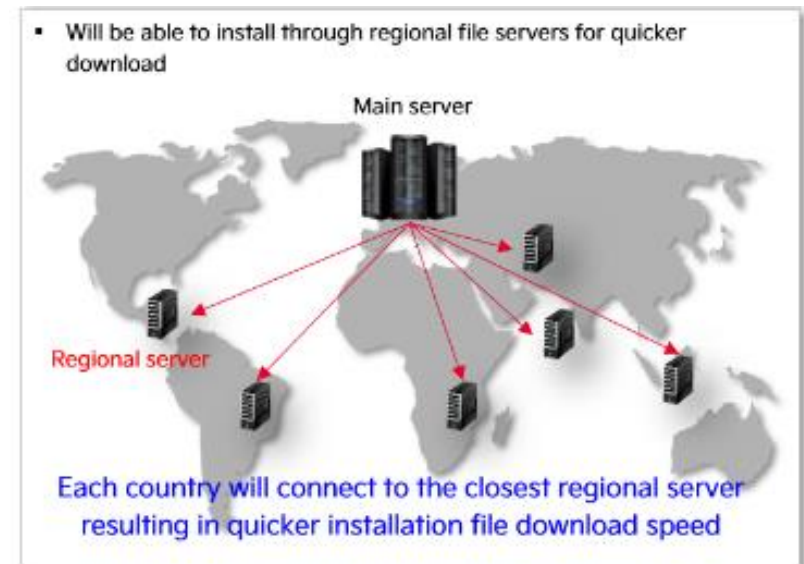 ▪ Will be able to install through regional file servers for quicker
download
Main server
Regional server
Each country will connect to the closest regional server
resulting in quicker installation file download speed